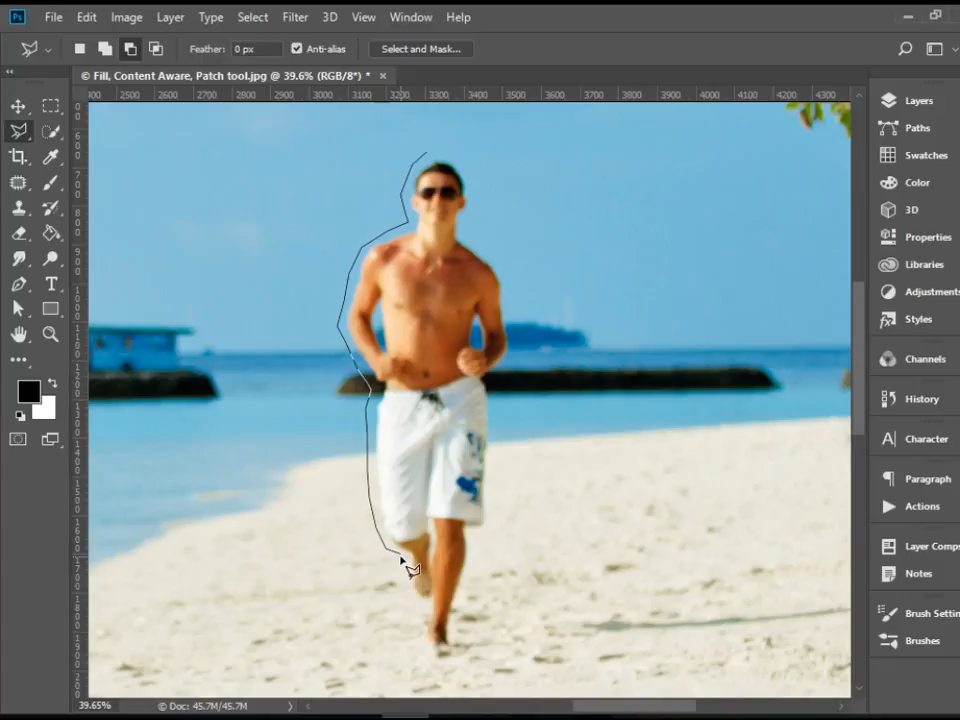 Ps File Edit Image Layer Type Select Filter 3D View Window Help
Feather: 0 px Anti-alias Select and Mask...
© Fill, Content Aware, Patch tool.jpg @ 39.6% (RGB/8*) * ×
400 2500 2600 2700 2800 2900 3000 3100 3200 3300 3400 3500 3600 3700 3800 3900 4000 4100 4200 4300
Layers
Paths
Swatches
Color
3D
Properties
Libraries
Adjustments
Styles
Channels
History
Character
Paragraph
Actions
Layer Comps
Notes
Brush Settin
Brushes
39.65% © Doc: 45.7M/45.7M